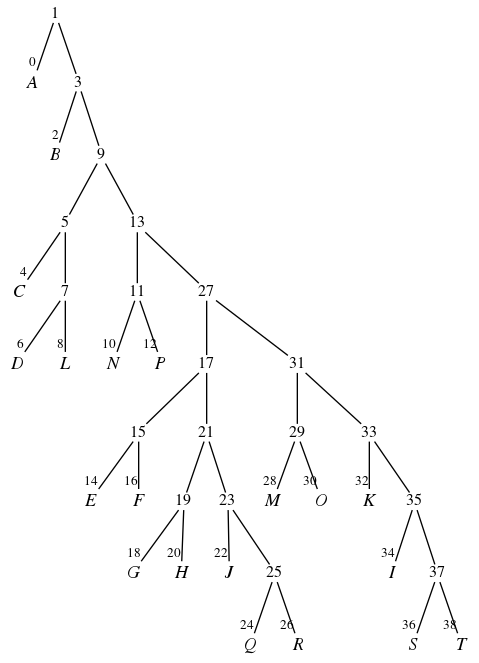 1
0
A 3
2
B 9
5 13
4
C 7 11 27
6 8 10 12
D L N P 17 31
15 21 29 33
14 16 28 30 32
E F 19 23 M O K 35
18 20 22 34
G H J 25 I 37
24 26 36 38
Q R S T